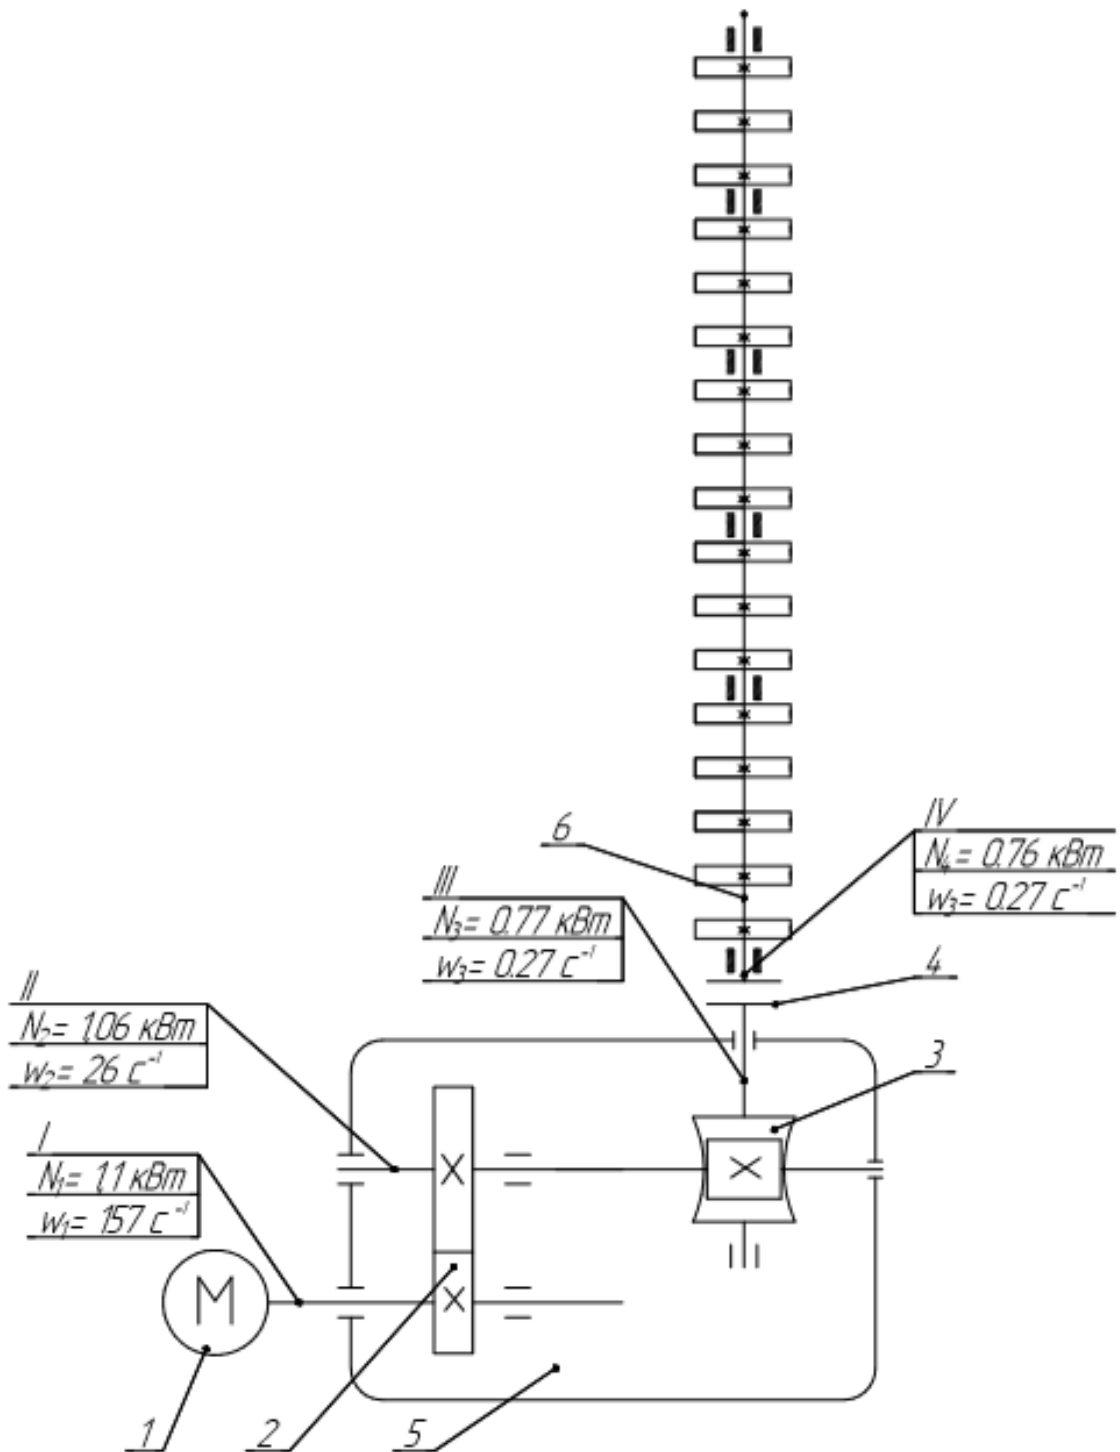 6
IV
N₄= 0.76 кВт
w₃= 0.27 с⁻¹
III
N₃= 0.77 кВт
w₃= 0.27 с⁻¹
4
II
N₂= 1,06 кВт
w₂= 26 с⁻¹
3
I
N₁= 1,1 кВт
w₁= 157 с⁻¹
M
1
2
5